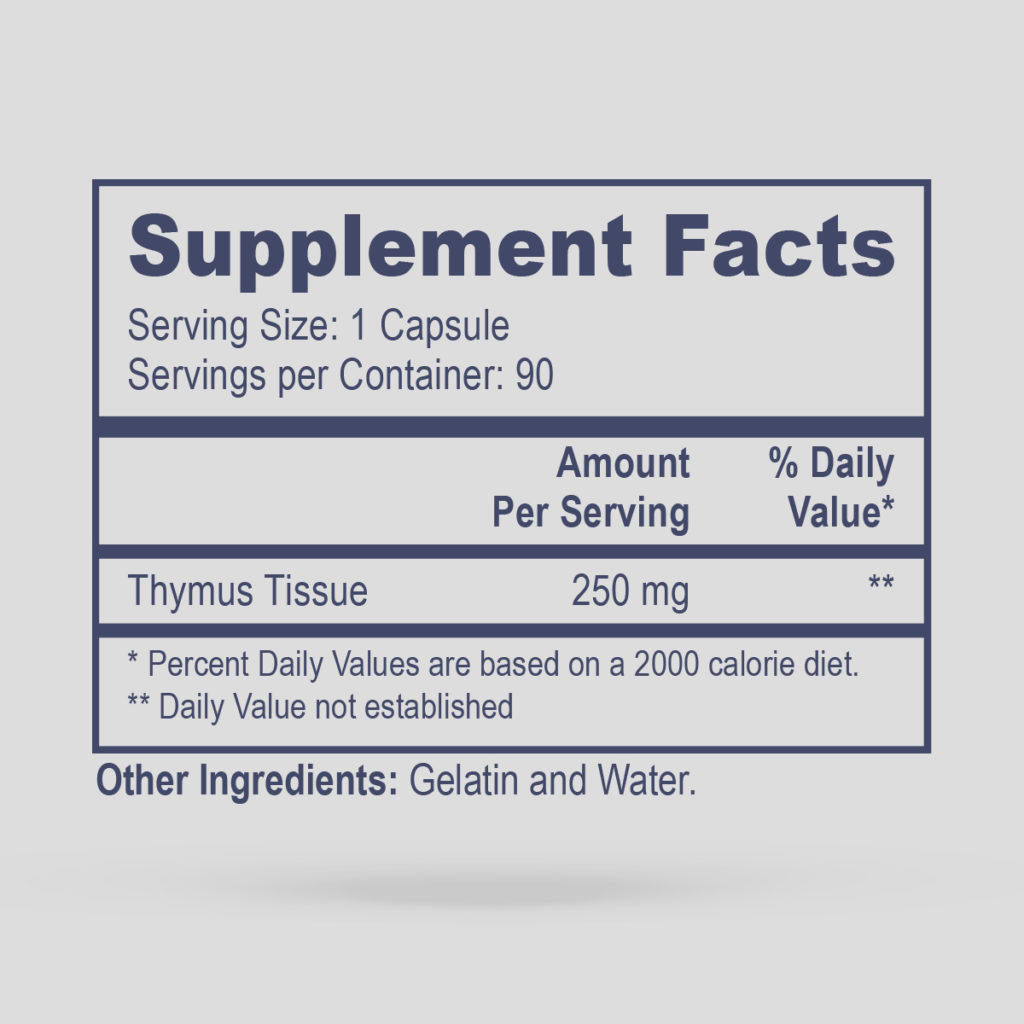 Supplement Facts
Serving Size: 1 Capsule
Servings per Container: 90
Amount Per Serving
% Daily Value*
Thymus Tissue 250 mg **
* Percent Daily Values are based on a 2000 calorie diet.
** Daily Value not established
Other Ingredients: Gelatin and Water.